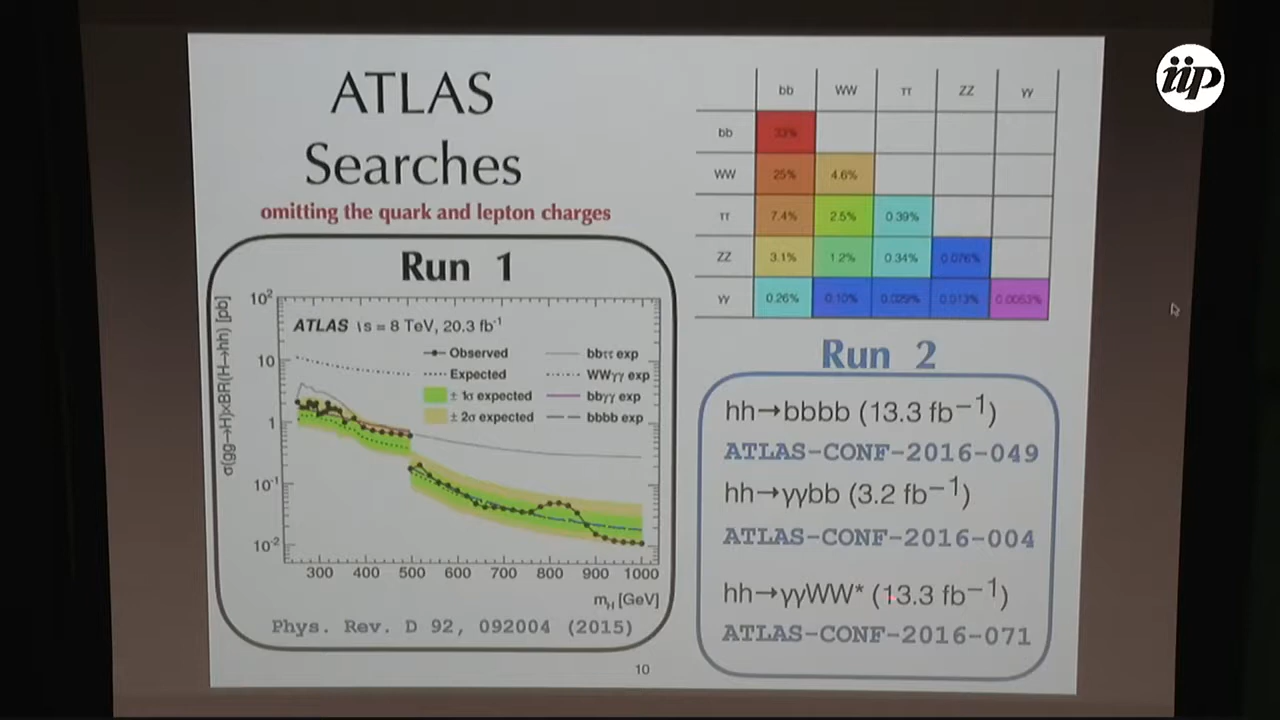 ATLAS
Searches
omitting the quark and lepton charges
Run 1
ATLAS \s = 8 TeV, 20.3 fb-1
Observed
Expected
± 1σ expected
± 2σ expected
bbττ exp
WWγγ exp
bbγγ exp
bbbb exp
σ(gg→H)×BR(H→hh) [pb]
10²
10
1
10-1
10-2
300 400 500 600 700 800 900 1000
mH [GeV]
Phys. Rev. D 92, 092004 (2015)
bb WW ττ ZZ γγ
bb 33%
WW 25% 4.6%
ττ 7.4% 2.5% 0.39%
ZZ 3.1% 1.2% 0.34% 0.076%
γγ 0.26% 0.10% 0.029% 0.013% 0.0053%
Run 2
hh→bbbb (13.3 fb−1)
ATLAS-CONF-2016-049
hh→γγbb (3.2 fb−1)
ATLAS-CONF-2016-004
hh→γγWW* (13.3 fb−1)
ATLAS-CONF-2016-071
10
iip